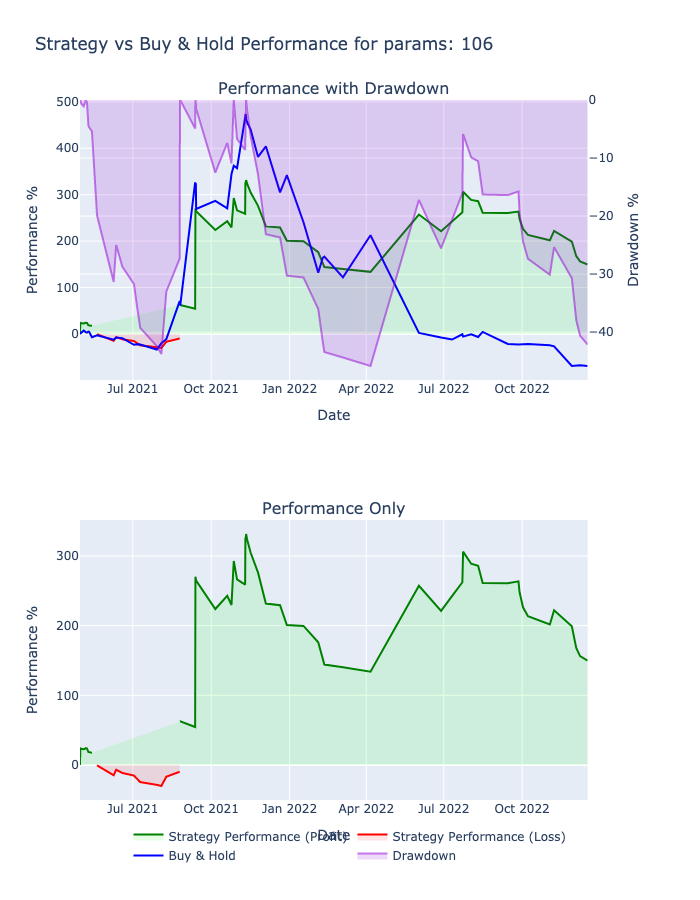 Strategy vs Buy & Hold Performance for params: 106
Performance with Drawdown
500
400
300
200
100
0
0
−10
−20
−30
−40
Performance %
Drawdown %
Jul 2021 Oct 2021 Jan 2022 Apr 2022 Jul 2022 Oct 2022
Date
Performance Only
300
200
100
0
Performance %
Jul 2021 Oct 2021 Jan 2022 Apr 2022 Jul 2022 Oct 2022
Date
Strategy Performance (Profit) Strategy Performance (Loss)
Buy & Hold Drawdown